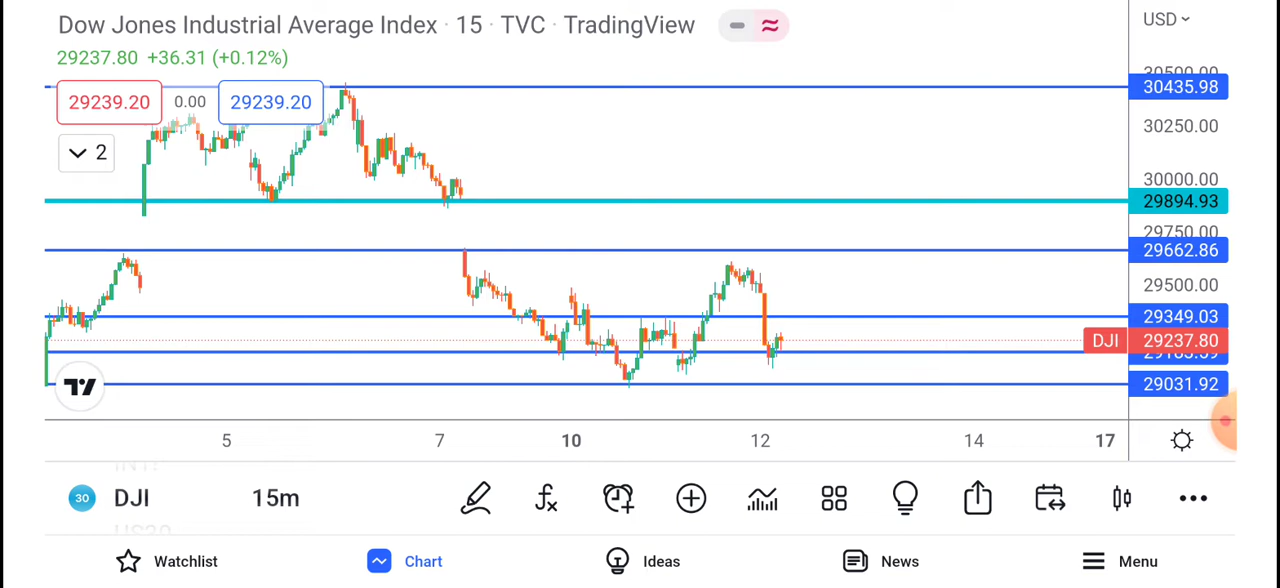 Dow Jones Industrial Average Index · 15 · TVC · TradingView
USD
29237.80 +36.31 (+0.12%)
30500.00
30435.98
29239.20 0.00 29239.20
30250.00
2
30000.00
29894.93
29750.00
29662.86
29500.00
29349.03
DJI 29237.80
29031.92
5 7 10 12 14 17
30 DJI 15m
US30
Watchlist Chart Ideas News Menu